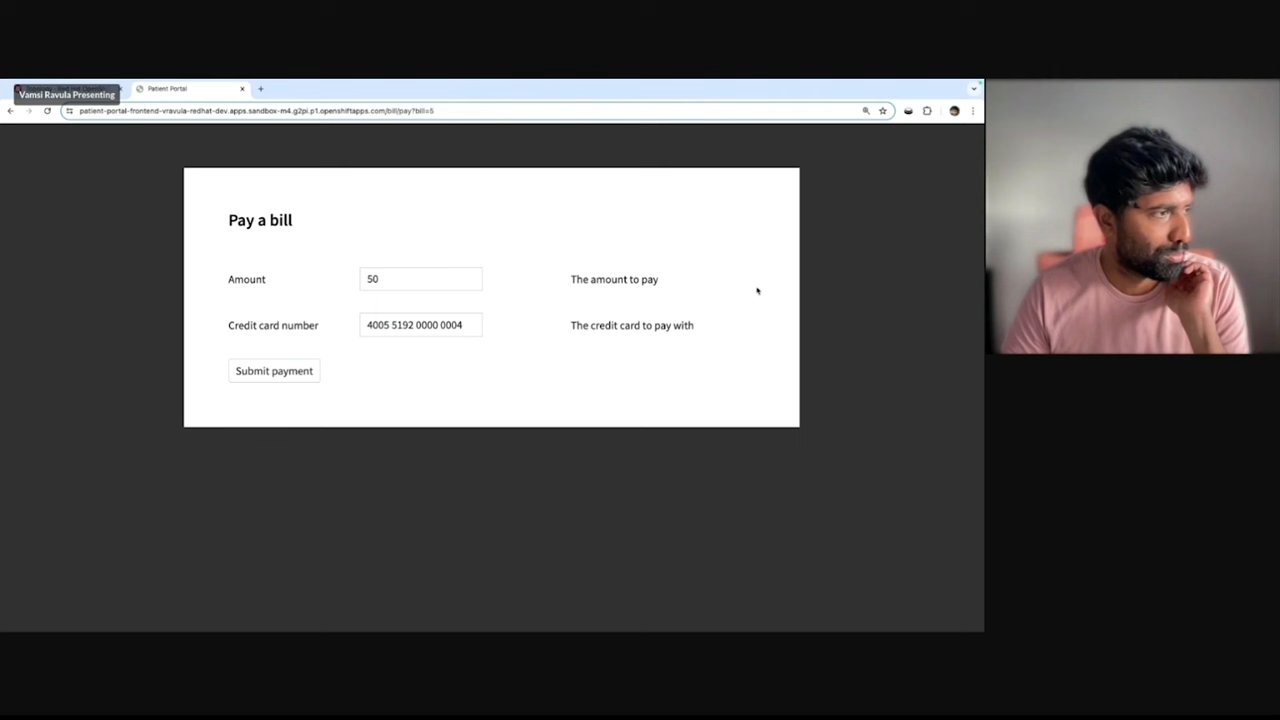 Vamsi Ravula Presenting
Patient Portal
patient-portal-frontend-vravula-redhat-dev.apps.sandbox-m4.g2pi.p1.openshiftapps.com/bill/pay?bill=5
Pay a bill
Amount 50 The amount to pay
Credit card number 4005 5192 0000 0004 The credit card to pay with
Submit payment